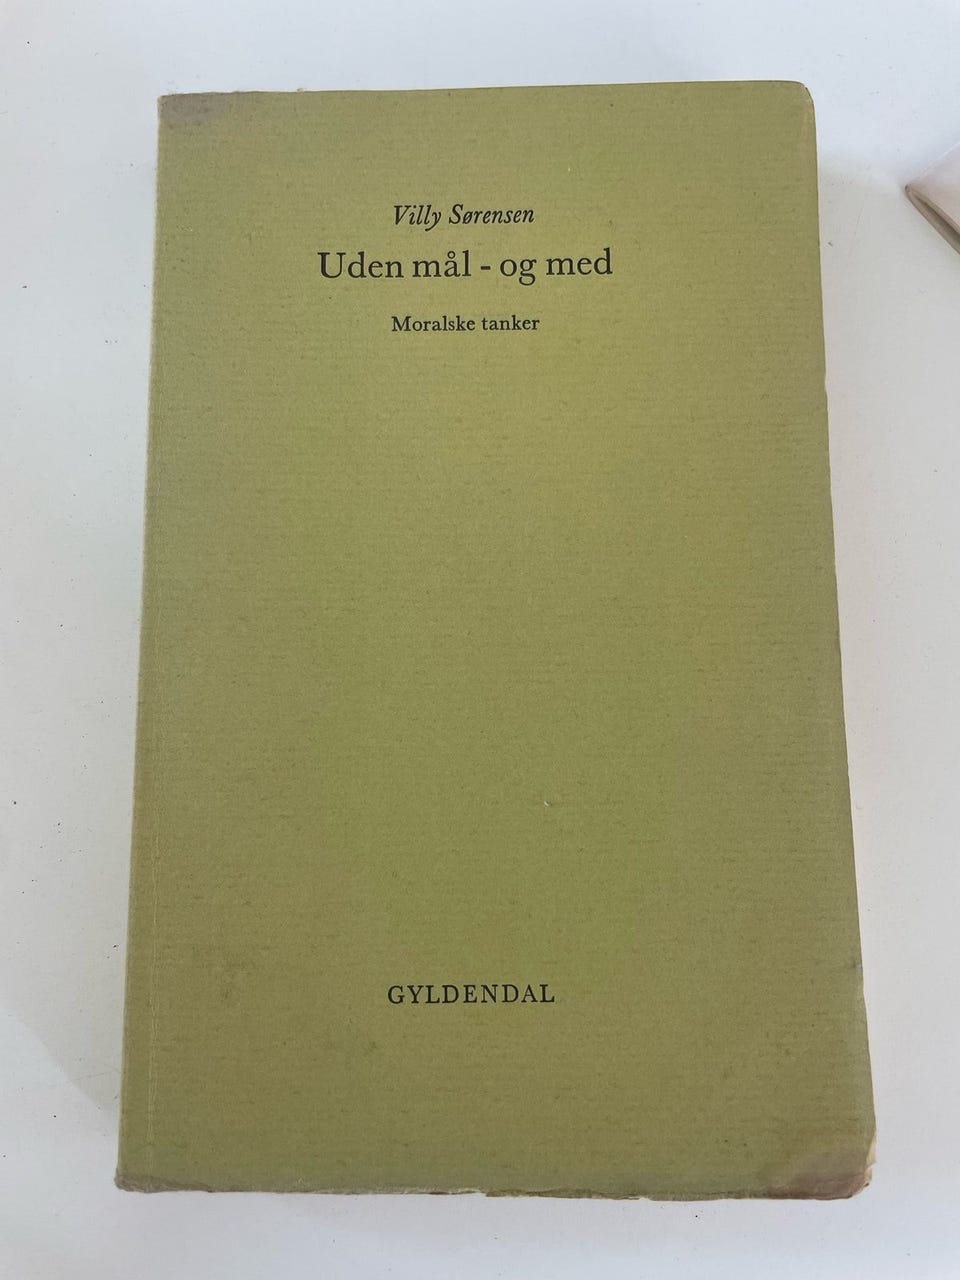 Villy Sørensen
Uden mål - og med
Moralske tanker
GYLDENDAL